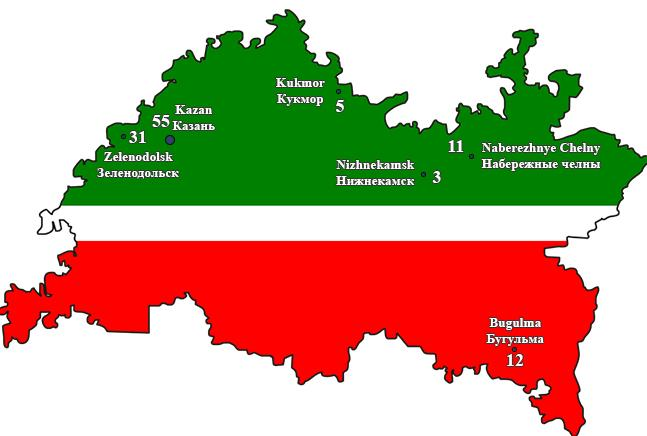 Kukmor
Кукмор
5
Kazan
55 Казань
31
Zelenodolsk
Зеленодольск
11
Naberezhnye Chelny
Набережные челны
Nizhnekamsk
Нижнекамск
3
Bugulma
Бугульма
12